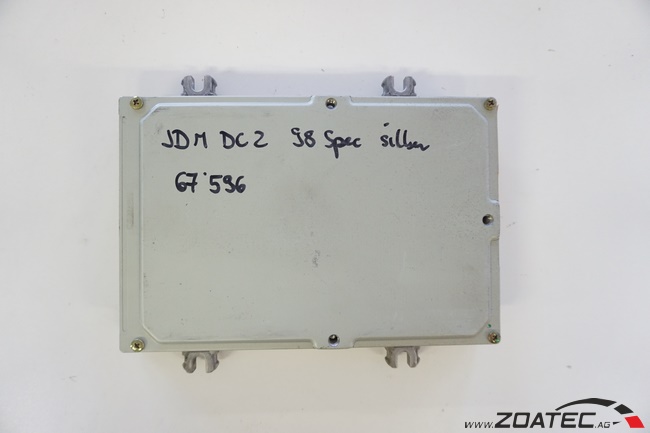 JDM DC2 98 Spec silber
67'596
www.ZOATEC.AG